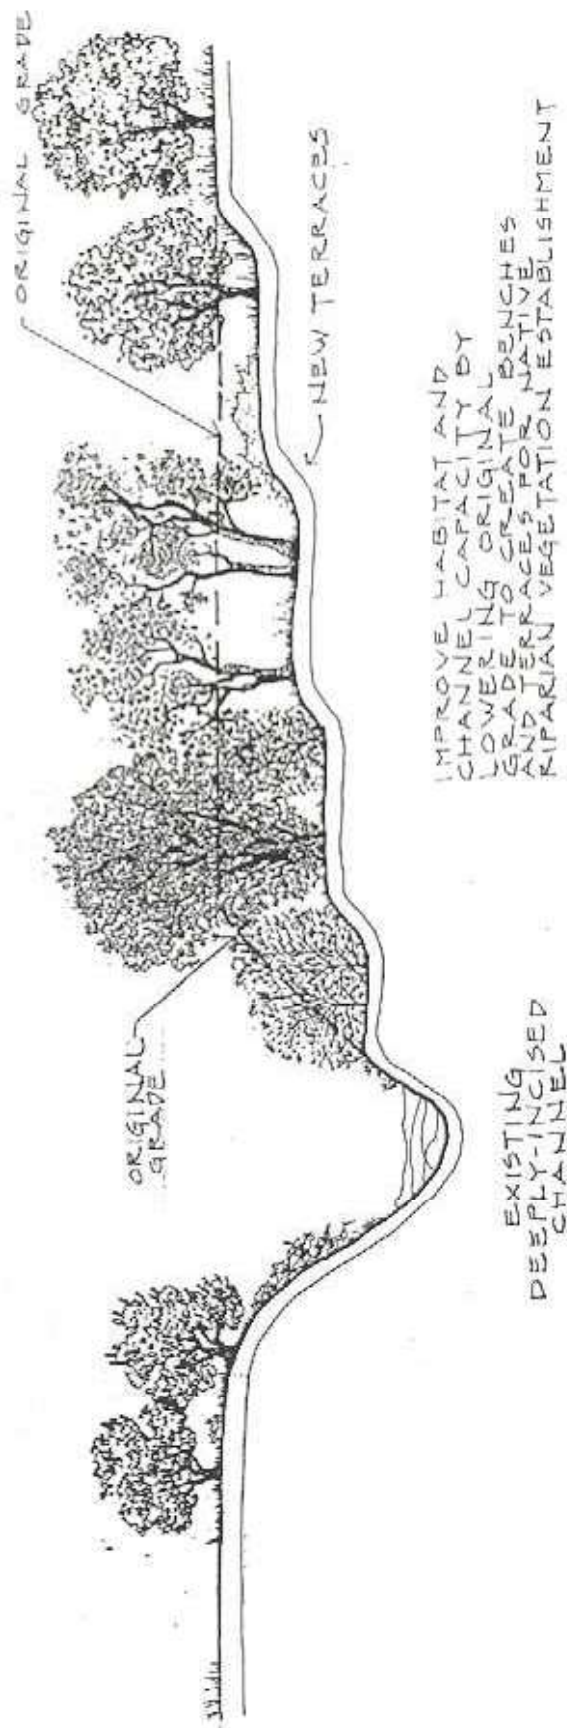 ORIGINAL GRADE
ORIGINAL
GRADE
NEW TERRACES
EXISTING
DEEPLY-INCISED
CHANNEL
IMPROVE HABITAT AND
CHANNEL CAPACITY BY
LOWERING ORIGINAL
GRADE TO CREATE BENCHES
AND TERRACES FOR NATIVE
RIPARIAN VEGETATION ESTABLISHMENT